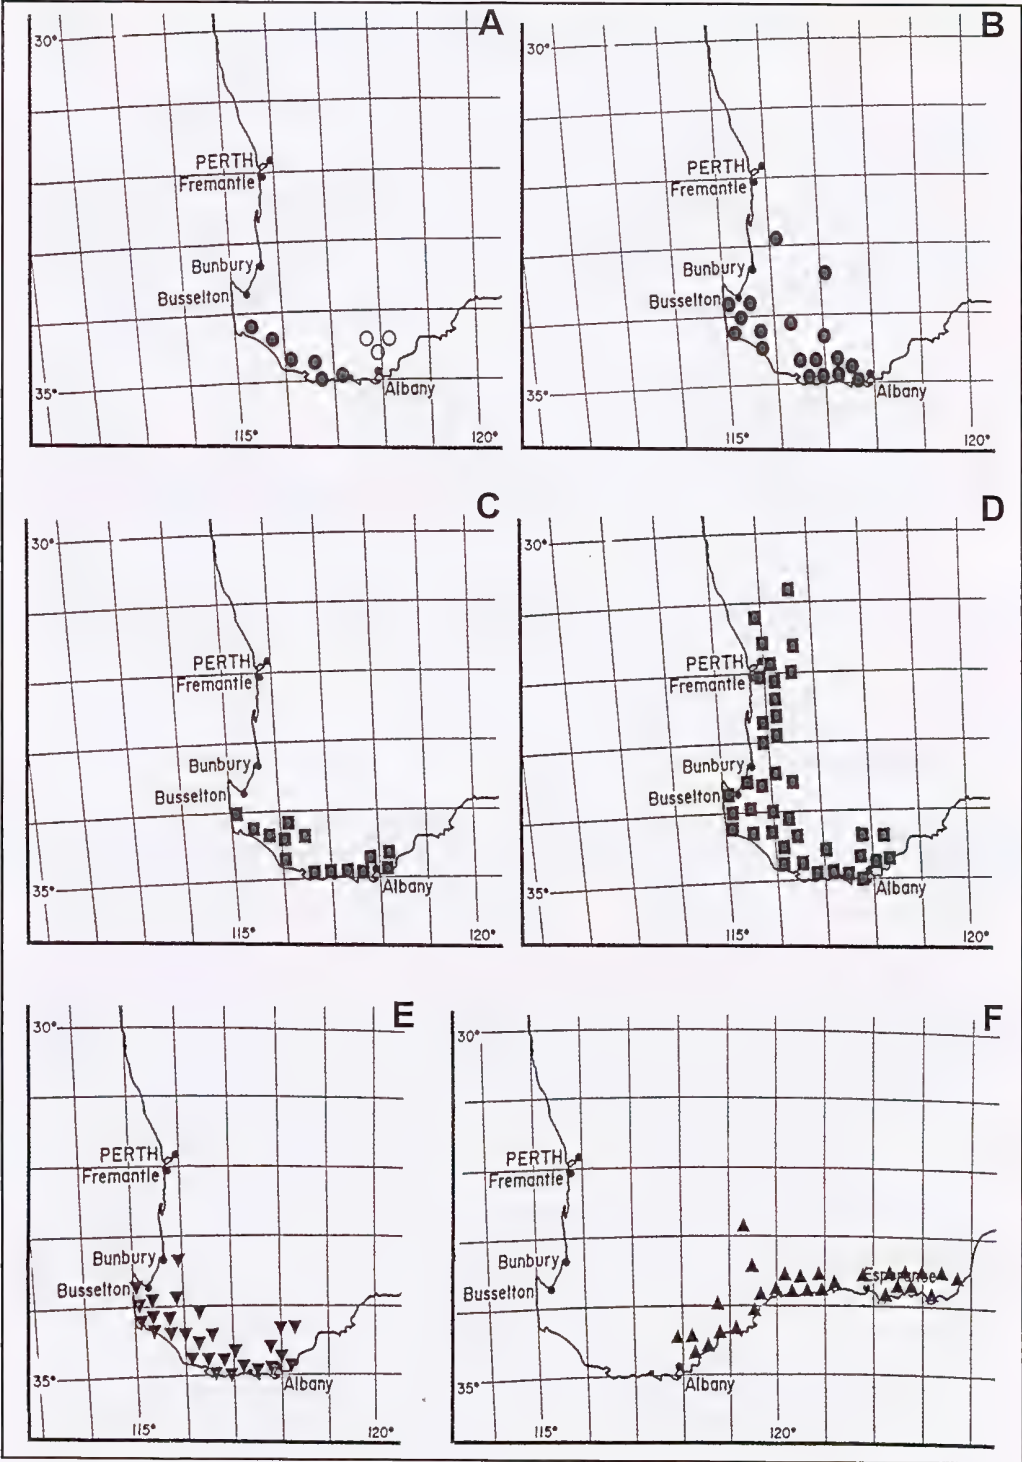 A
30°
PERTH
Fremantle
Bunbury
Busselton
Albany
35°
115°
120°
B
30°
PERTH
Fremantle
Bunbury
Busselton
Albany
35°
115°
120°
C
30°
PERTH
Fremantle
Bunbury
Busselton
Albany
35°
115°
120°
D
30°
PERTH
Fremantle
Bunbury
Busselton
Albany
35°
115°
120°
E
30°
PERTH
Fremantle
Bunbury
Busselton
Albany
35°
115°
120°
F
30°
PERTH
Fremantle
Bunbury
Esperance
Busselton
Albany
35°
115°
120°